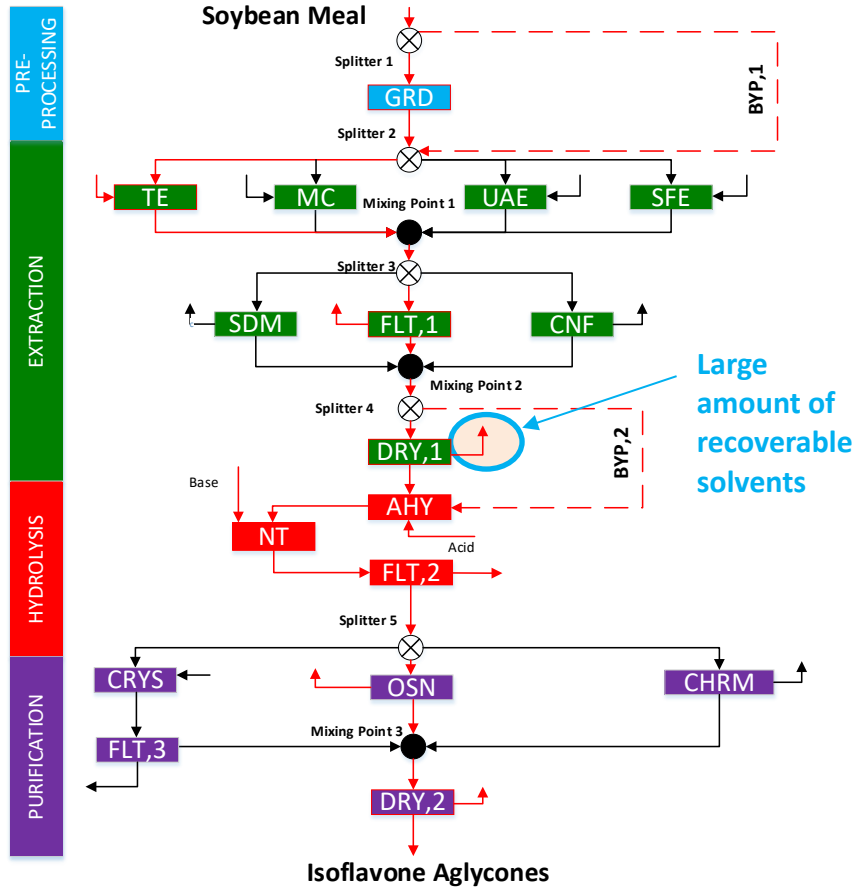 Soybean Meal
PRE-
PROCESSING
Splitter 1
BYP,1
GRD
Splitter 2
EXTRACTION
TE
MC
UAE
SFE
Mixing Point 1
Splitter 3
SDM
FLT,1
CNF
Mixing Point 2
Large
amount of
recoverable
solvents
Splitter 4
DRY,1
BYP,2
HYDROLYSIS
Base
AHY
NT
Acid
FLT,2
Splitter 5
PURIFICATION
CRYS
OSN
CHRM
Mixing Point 3
FLT,3
DRY,2
Isoflavone Aglycones